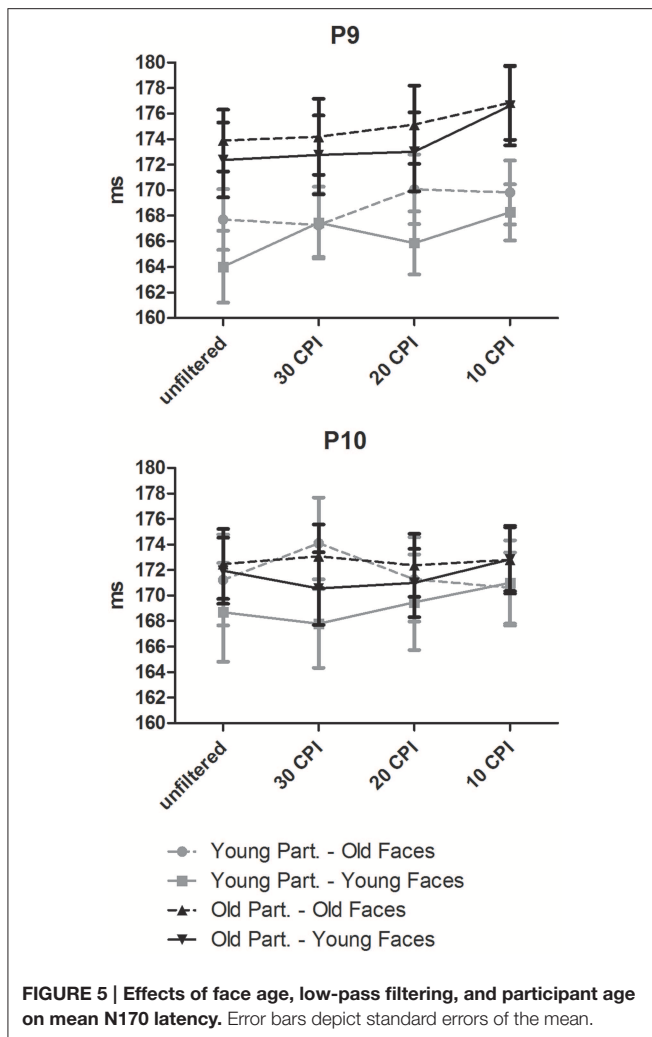 P9
180
178
176
174
172
170
168
166
164
162
160
ms
unfiltered
30 CPI
20 CPI
10 CPI
P10
180
178
176
174
172
170
168
166
164
162
160
ms
unfiltered
30 CPI
20 CPI
10 CPI
Young Part. - Old Faces
Young Part. - Young Faces
Old Part. - Old Faces
Old Part. - Young Faces
FIGURE 5 | Effects of face age, low-pass filtering, and participant age
on mean N170 latency. Error bars depict standard errors of the mean.